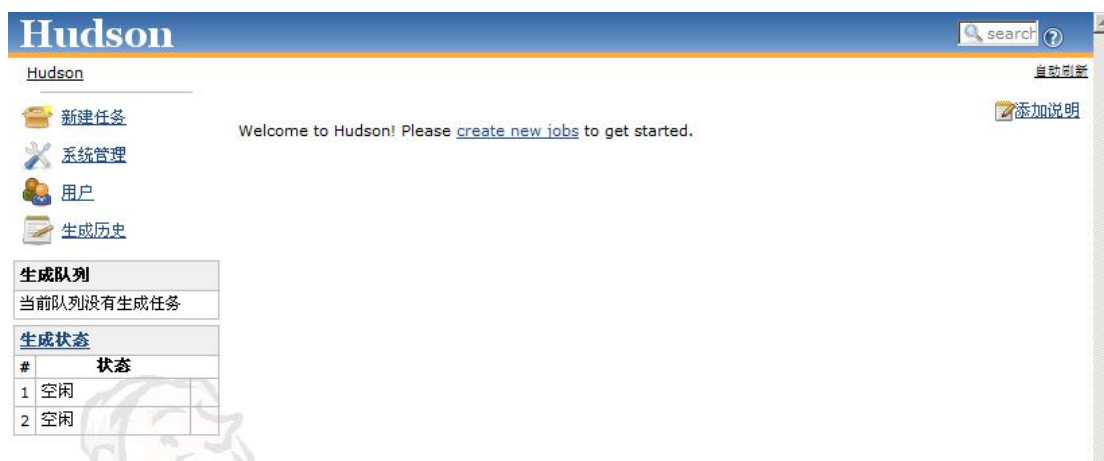 Hudson
search
Hudson
自动刷新
新建任务
添加说明
Welcome to Hudson! Please create new jobs to get started.
系统管理
用户
生成历史
生成队列
当前队列没有生成任务
生成状态
# 状态
1 空闲
2 空闲